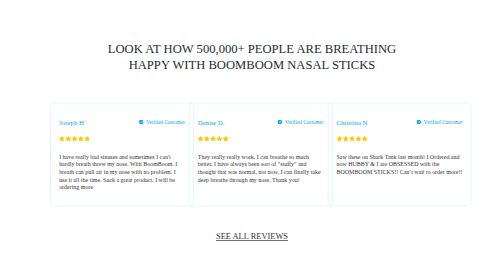 LOOK AT HOW 500,000+ PEOPLE ARE BREATHING
HAPPY WITH BOOMBOOM NASAL STICKS
Joseph H
Verified Customer
I have really bad sinuses and sometimes I can't
hardly breath threw my nose. With BoomBoom. I
breath can pull air in my nose with no problem. I
use it all the time. Such a great product. I will be
ordering more
Denise D.
Verified Customer
They really really work, I can breathe so much
better. I have always been sort of "stuffy" and
thought that was normal, not now, I can finally take
deep breaths through my nose. Thank you!
Christina N
Verified Customer
Saw these on Shark Tank last month! I Ordered and
now HUBBY & I are OBSESSED with the
BOOMBOOM STICKS!! Can't wait to order more!!
SEE ALL REVIEWS